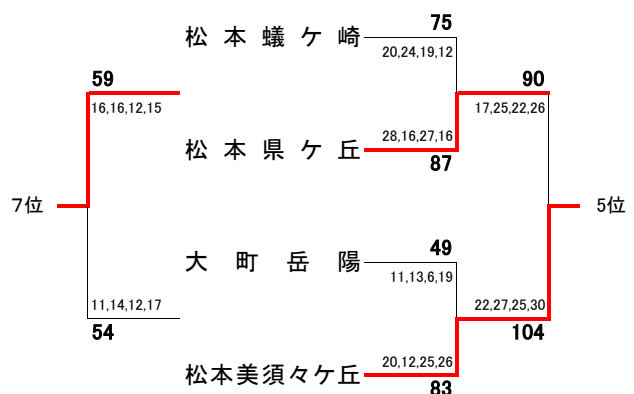 松本蟻ケ崎
75
20,24,19,12
59
16,16,12,15
90
17,25,22,26
28,16,27,16
松本県ケ丘
87
7位
5位
大町岳陽
49
11,13,6,19
11,14,12,17
54
22,27,25,30
104
20,12,25,26
松本美須々ケ丘
83